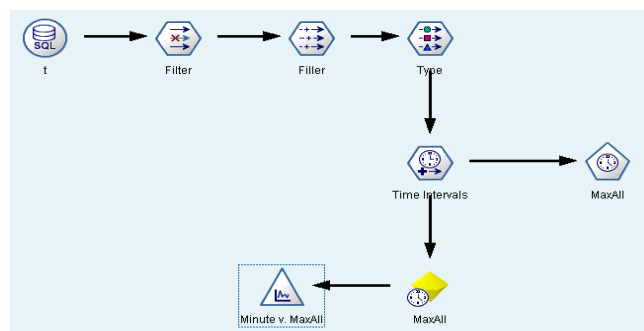 SQL
t
Filter
Filler
Type
Time Intervals
MaxAll
Minute v. MaxAll
MaxAll